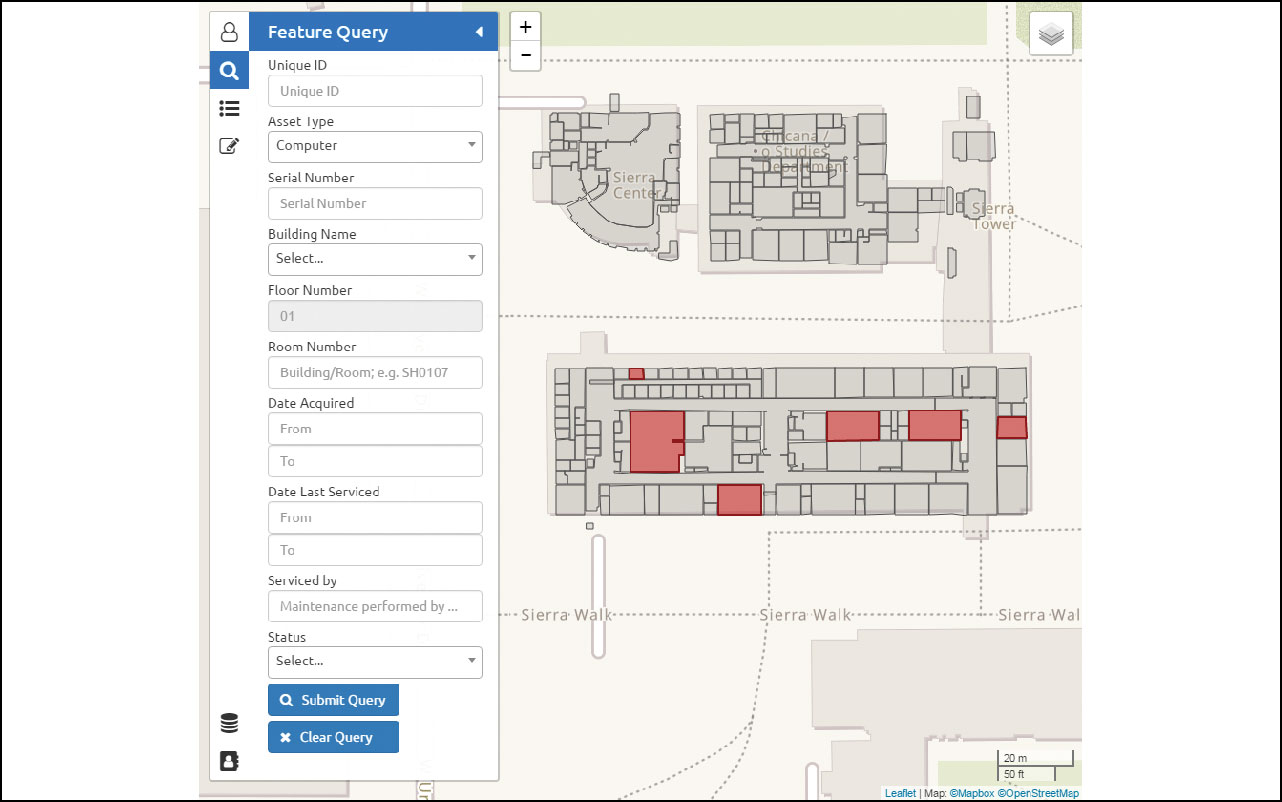 Feature Query
Unique ID
Unique ID
Asset Type
Computer
Serial Number
Serial Number
Building Name
Select...
Floor Number
01
Room Number
Building/Room; e.g. SH0107
Date Acquired
From
To
Date Last Serviced
From
To
Serviced by
Maintenance performed by ...
Status
Select...
Submit Query
Clear Query
+
−
Chicana /
o Studies
Department
Sierra
Center
Sierra
Tower
Sierra Walk
Sierra Walk
Sierra Wal
20 m
50 ft
Leaflet | Map: ©Mapbox ©OpenStreetMap